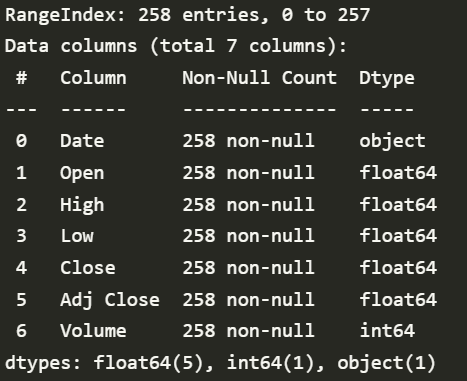 RangeIndex: 258 entries, 0 to 257
Data columns (total 7 columns):
 #   Column     Non-Null Count  Dtype
---  ------     --------------  -----
 0   Date       258 non-null    object
 1   Open       258 non-null    float64
 2   High       258 non-null    float64
 3   Low        258 non-null    float64
 4   Close      258 non-null    float64
 5   Adj Close  258 non-null    float64
 6   Volume     258 non-null    int64
dtypes: float64(5), int64(1), object(1)